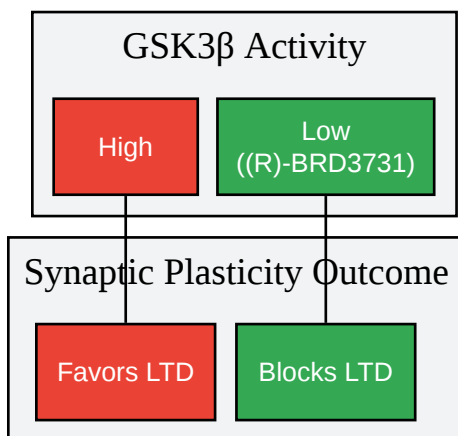 GSK3β Activity
High
Low
((R)-BRD3731)
Synaptic Plasticity Outcome
Favors LTD
Blocks LTD